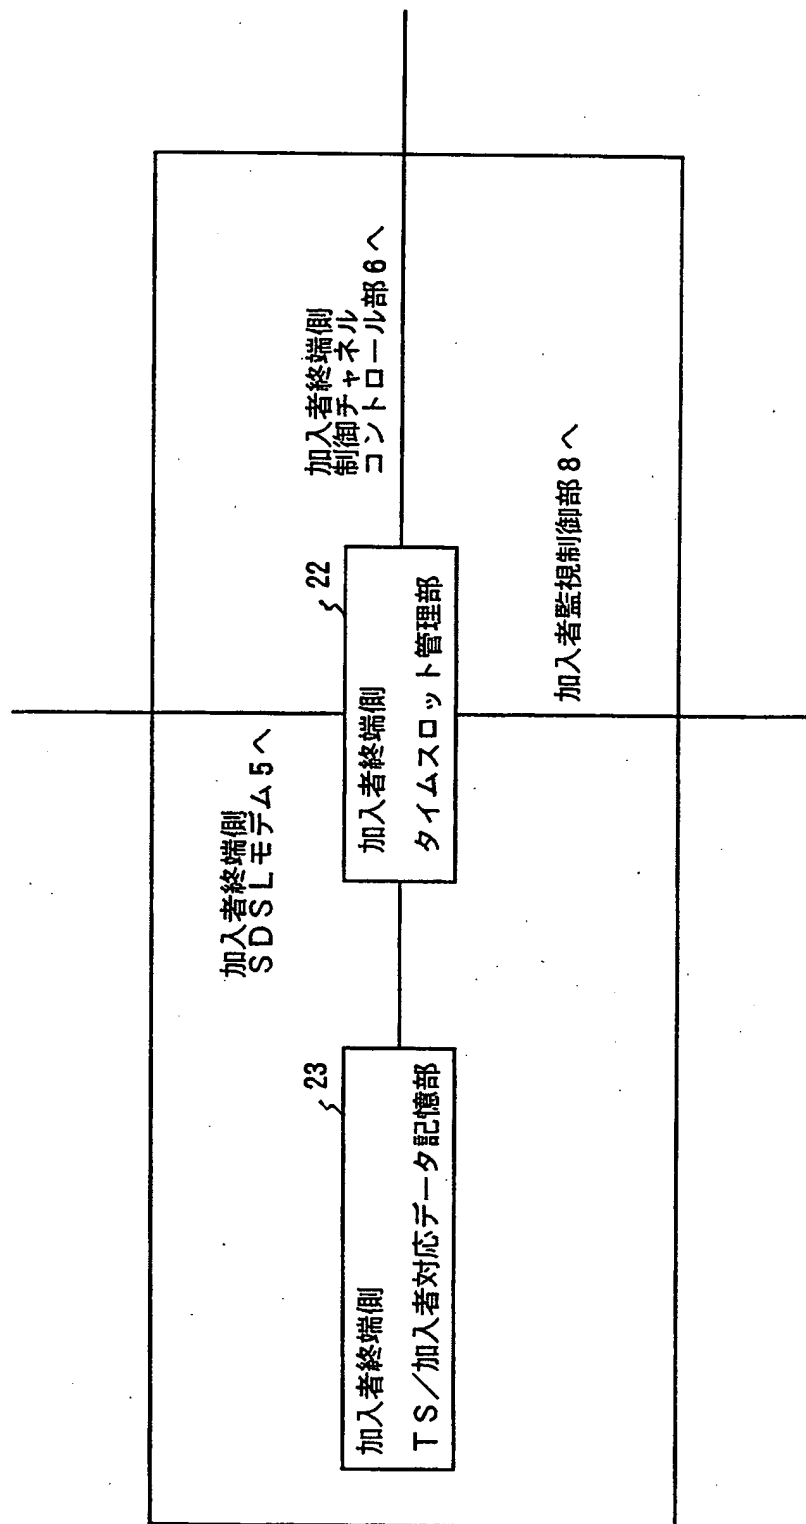 加入者終端側
SDSLモデム5へ
23
加入者終端側
TS/加入者対応データ記憶部
22
加入者終端側
タイムスロット管理部
加入者終端側
制御チャネル
コントロール部6へ
加入者監視制御部8へ